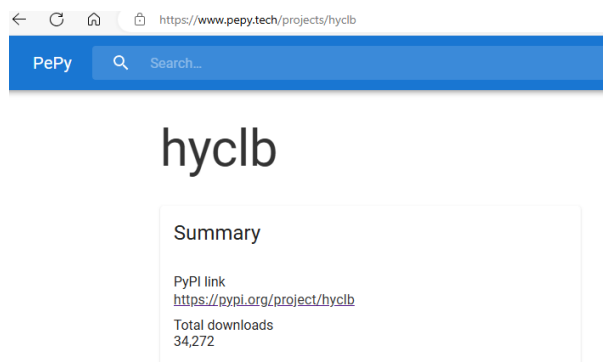 https://www.pepy.tech/projects/hyclb
PePy Search...
hyclb
Summary
PyPI link
https://pypi.org/project/hyclb
Total downloads
34,272